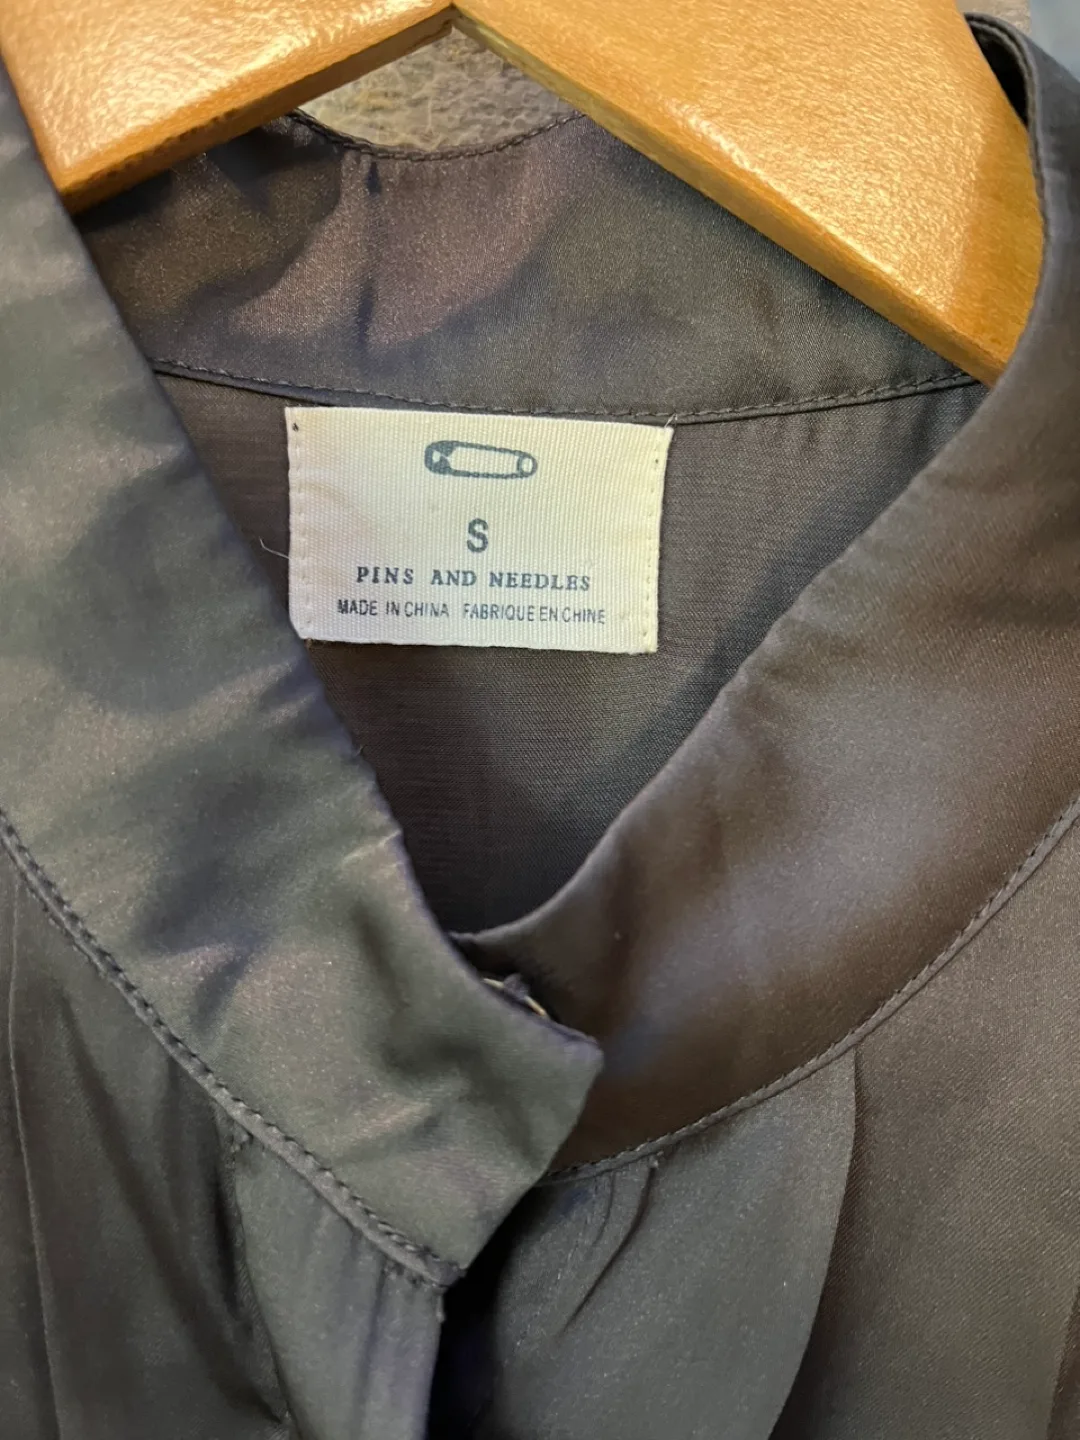 S
PINS AND NEEDLES
MADE IN CHINA FABRIQUE EN CHINE